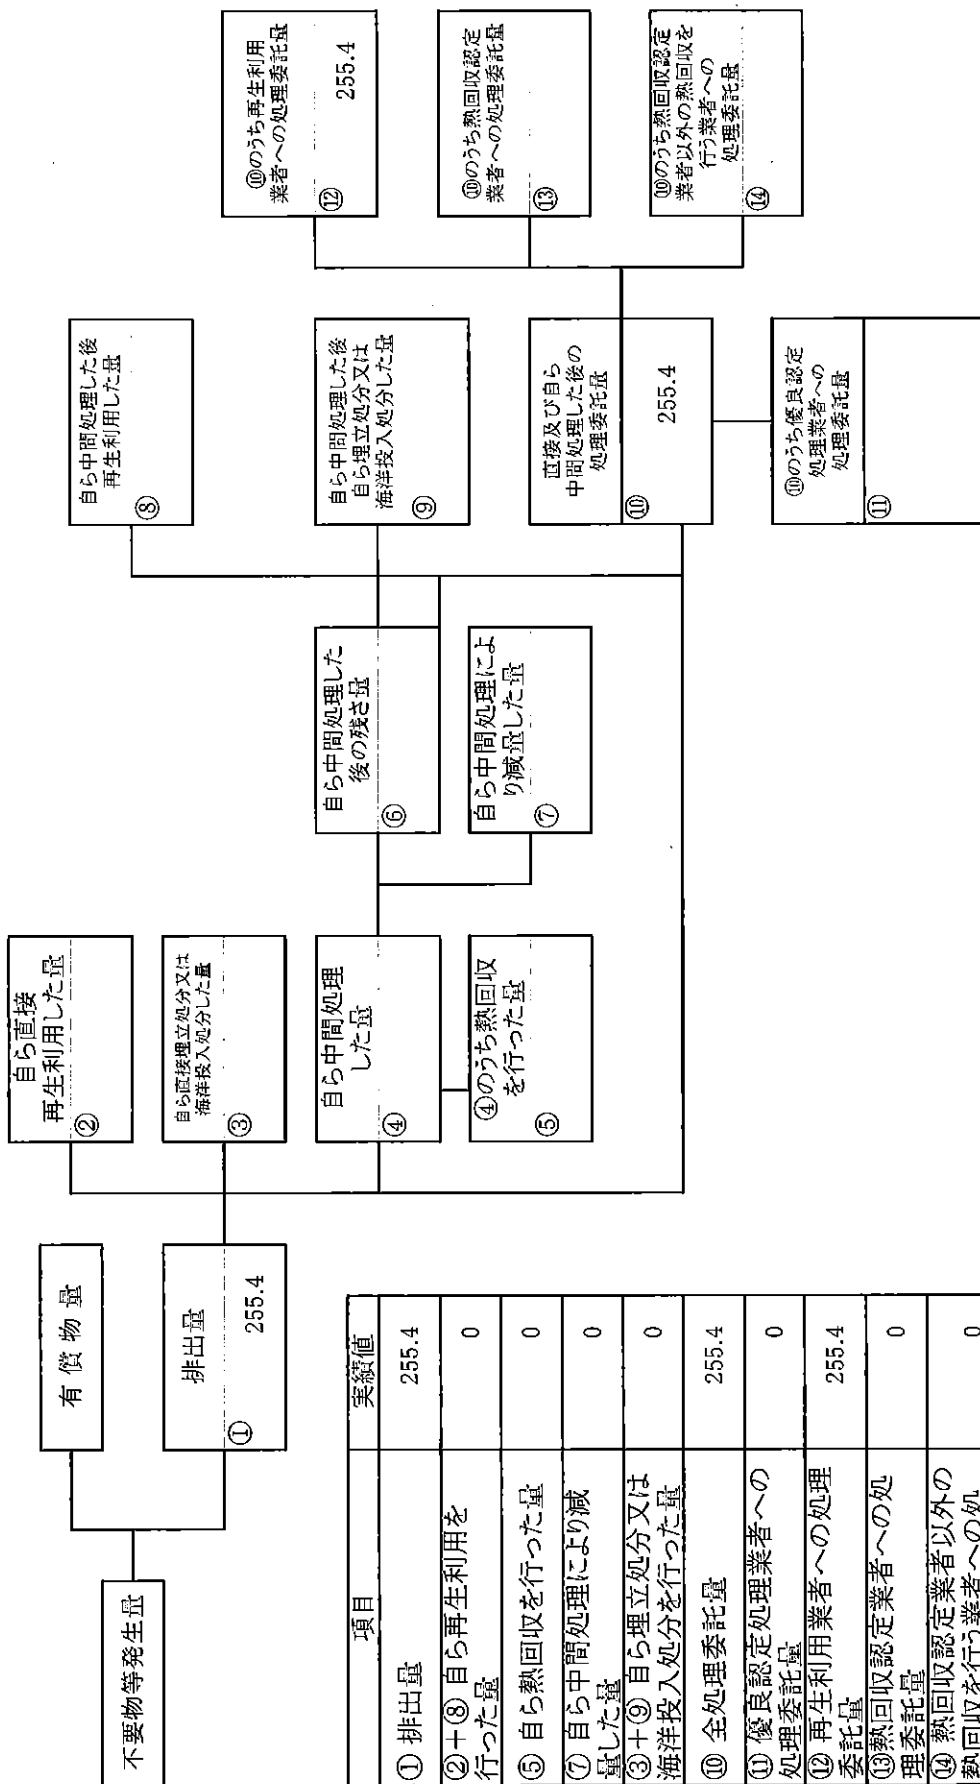 不要物等発生量
有償物量
排出量
①
255.4
自ら直接
再生利用した量
②
自ら直接埋立処分又は
海洋投入処分した量
③
自ら中間処理
した量
④
④のうち熱回収
を行った量
⑤
自ら中間処理した
後の残さ量
⑥
自ら中間処理によ
り減量した量
⑦
自ら中間処理した後
再生利用した量
⑧
自ら中間処理した後
自ら埋立処分又は
海洋投入処分した量
⑨
直接及び自ら
中間処理した後の
処理委託量
⑩
255.4
⑩のうち優良認定
処理業者への
処理委託量
⑪
⑩のうち再生利用
業者への処理委託量
⑫
255.4
⑩のうち熱回収認定
業者への処理委託量
⑬
⑩のうち熱回収認定
業者以外の熱回収を
行う業者への
処理委託量
⑭
項目 実績値
① 排出量 255.4
②+⑧ 自ら再生利用を
行った量 0
⑤ 自ら熱回収を行った量 0
⑦ 自ら中間処理により減
量した量 0
③+⑨ 自ら埋立処分又は
海洋投入処分を行った量 0
⑩ 全処理委託量 255.4
⑪ 優良認定処理業者への
処理委託量 0
⑫ 再生利用業者への処理
委託量 255.4
⑬熱回収認定業者への処
理委託量 0
⑭ 熱回収認定業者以外の
熱回収を行う業者への処 0